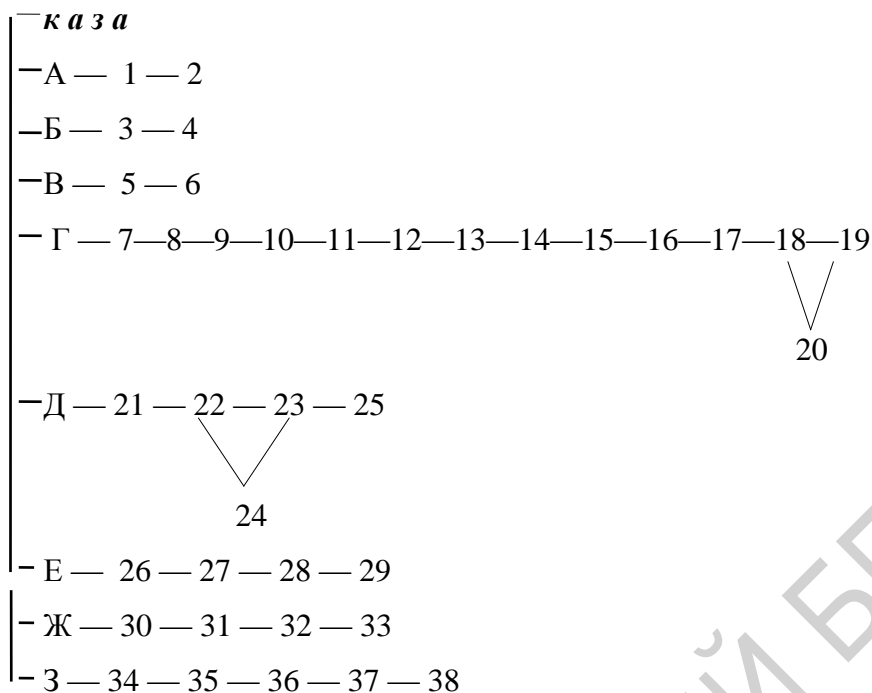 каза
А — 1 — 2
Б — 3 — 4
В — 5 — 6
Г — 7—8—9—10—11—12—13—14—15—16—17—18—19
20
Д — 21 — 22 — 23 — 25
24
Е — 26 — 27 — 28 — 29
Ж — 30 — 31 — 32 — 33
З — 34 — 35 — 36 — 37 — 38